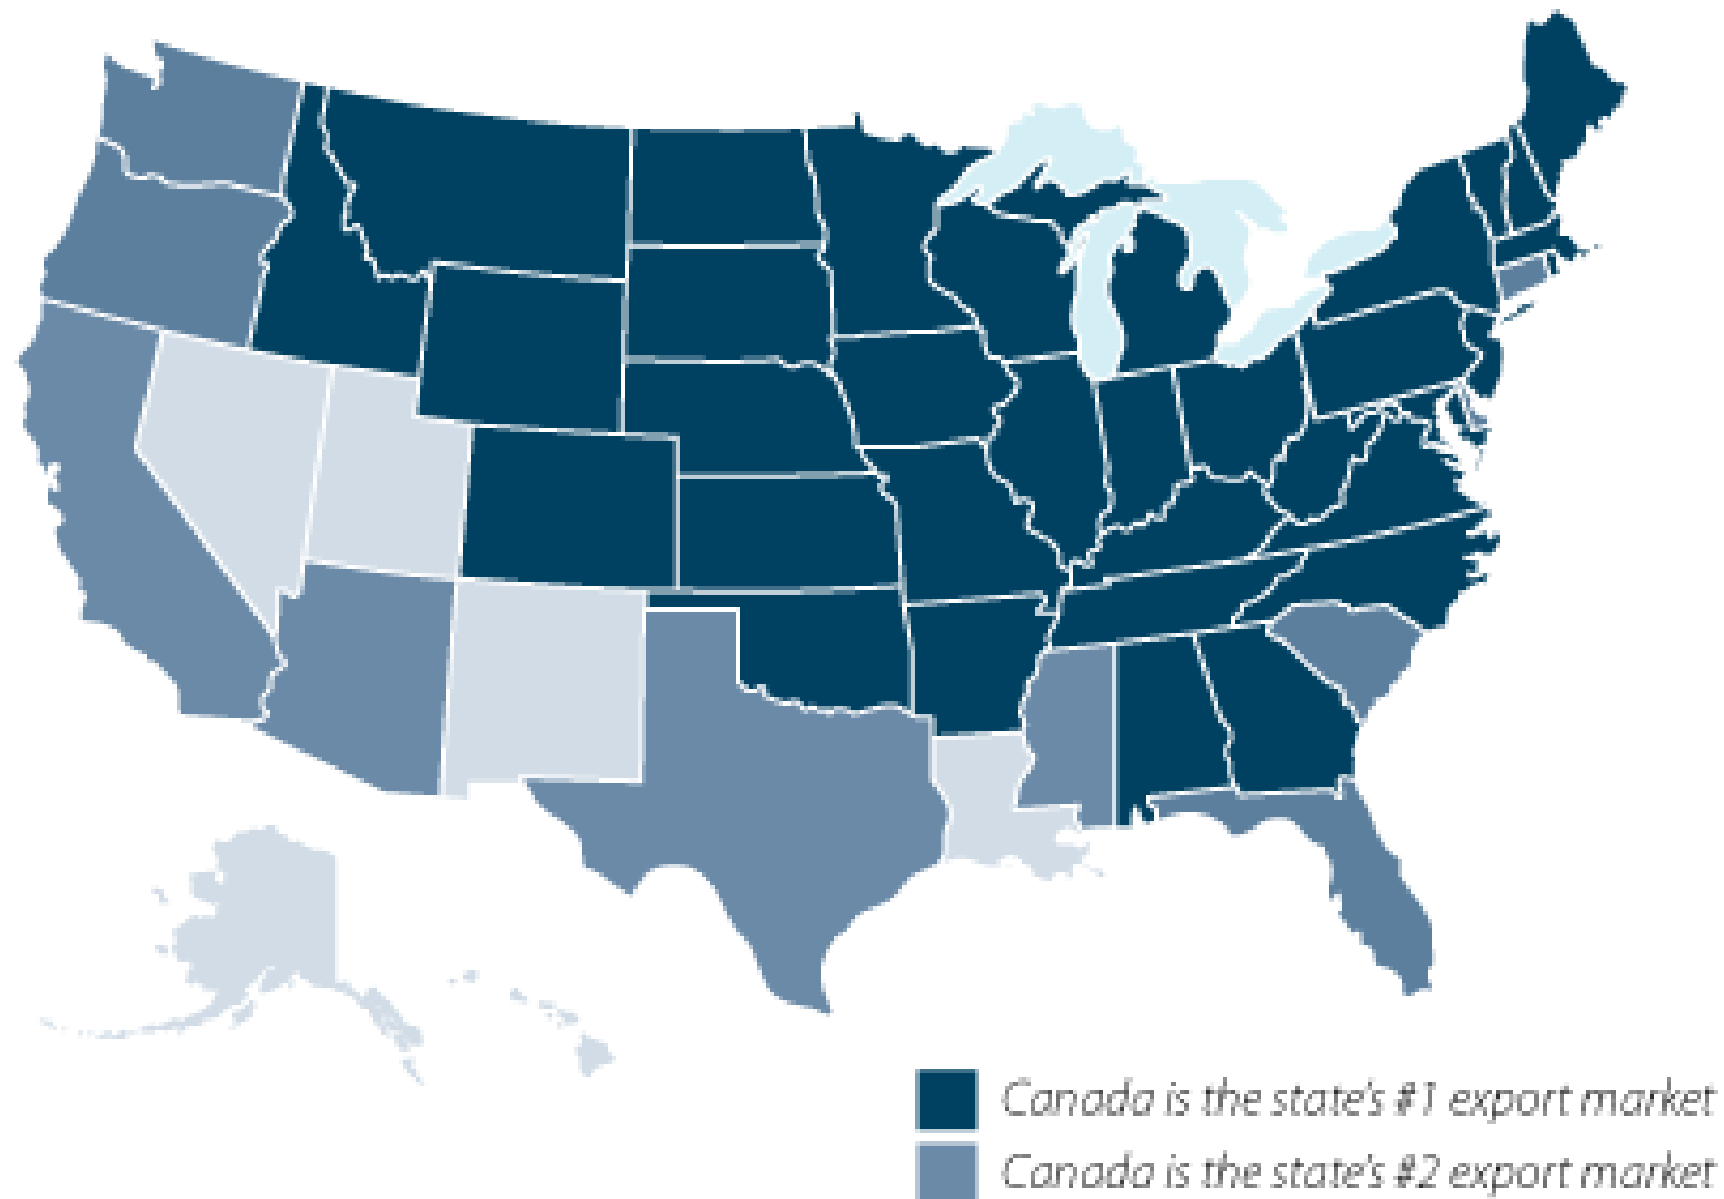 Canada is the state's #1 export market
Canada is the state's #2 export market